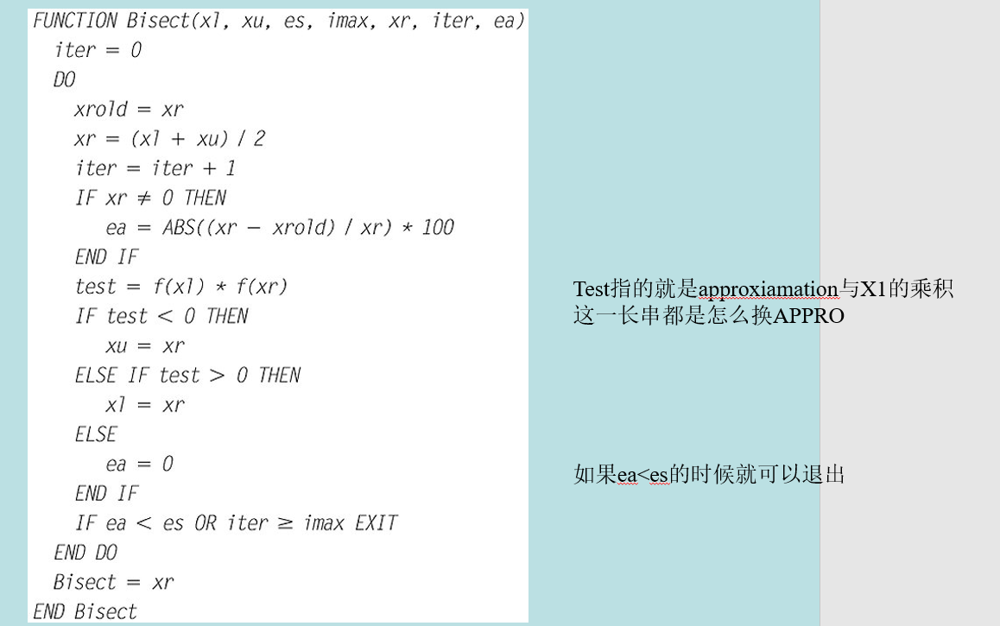 FUNCTION Bisect(xl, xu, es, imax, xr, iter, ea)
iter = 0
DO
xrold = xr
xr = (xl + xu) / 2
iter = iter + 1
IF xr ≠ 0 THEN
ea = ABS((xr – xrold) / xr) * 100
END IF
test = f(xl) * f(xr)
IF test < 0 THEN
xu = xr
ELSE IF test > 0 THEN
xl = xr
ELSE
ea = 0
END IF
IF ea < es OR iter ≥ imax EXIT
END DO
Bisect = xr
END Bisect
Test指的就是approxiamation与X1的乘积
这一长串都是怎么换APPRO
如果ea<es的时候就可以退出